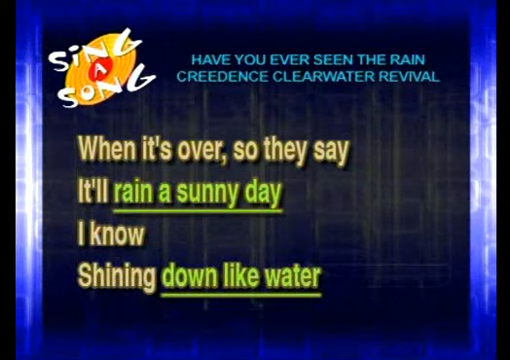 SiNG
A
SONG
HAVE YOU EVER SEEN THE RAIN
CREEDENCE CLEARWATER REVIVAL
When it's over, so they say
It'll rain a sunny day
I know
Shining down like water